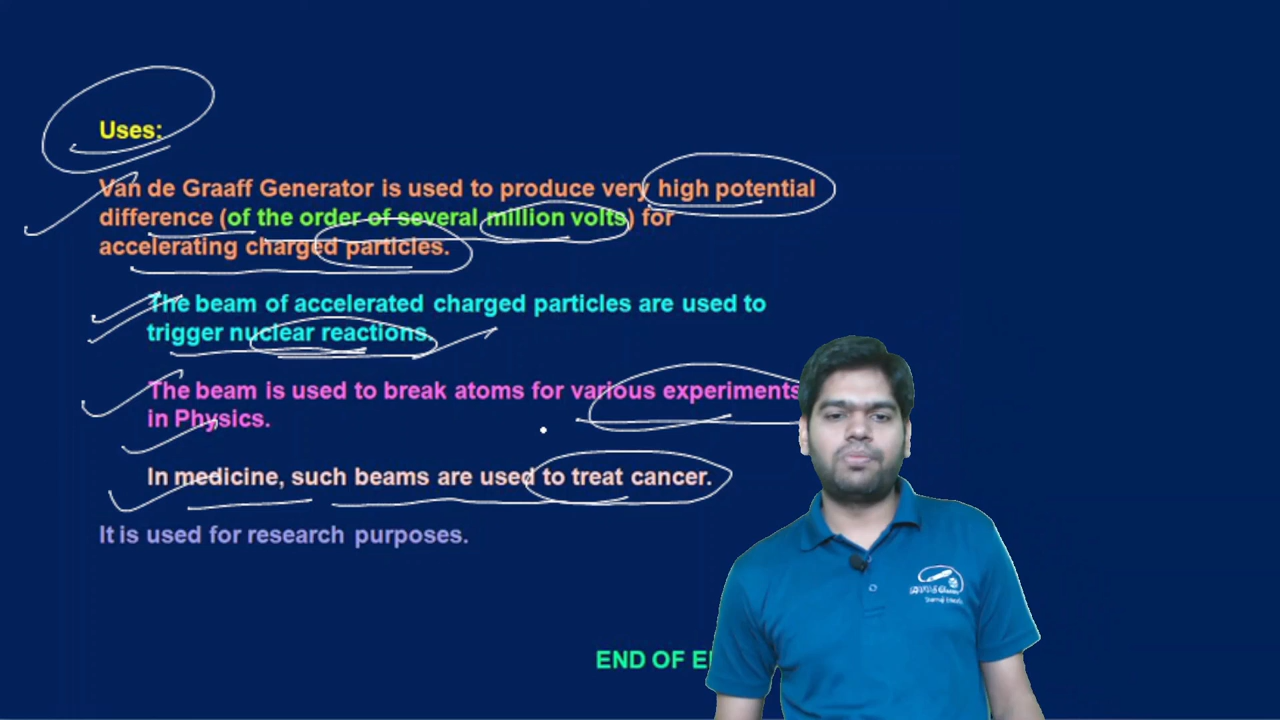 Uses:
Van de Graaff Generator is used to produce very high potential
difference (of the order of several million volts) for
accelerating charged particles.
The beam of accelerated charged particles are used to
trigger nuclear reactions.
The beam is used to break atoms for various experiments
in Physics.
In medicine, such beams are used to treat cancer.
It is used for research purposes.
END OF